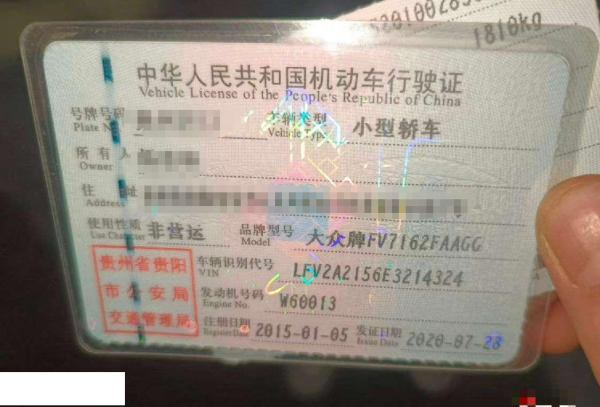 1810kg
中华人民共和国机动车行驶证
Vehicle License of the People's Republic of China
号牌号码
Plate No.
车辆类型 小型轿车
Vehicle Type
所有人
Owner
住址
Address
使用性质 非营运 品牌型号 大众牌FV7162FAAGG
Use Character Model
贵州省贵阳
市公安局
交通管理局
车辆识别代号 LFV2A2156E3214324
VIN
发动机号码 W60013
Engine No.
注册日期 2015-01-05 发证日期 2020-07-28
Register Date Issue Date